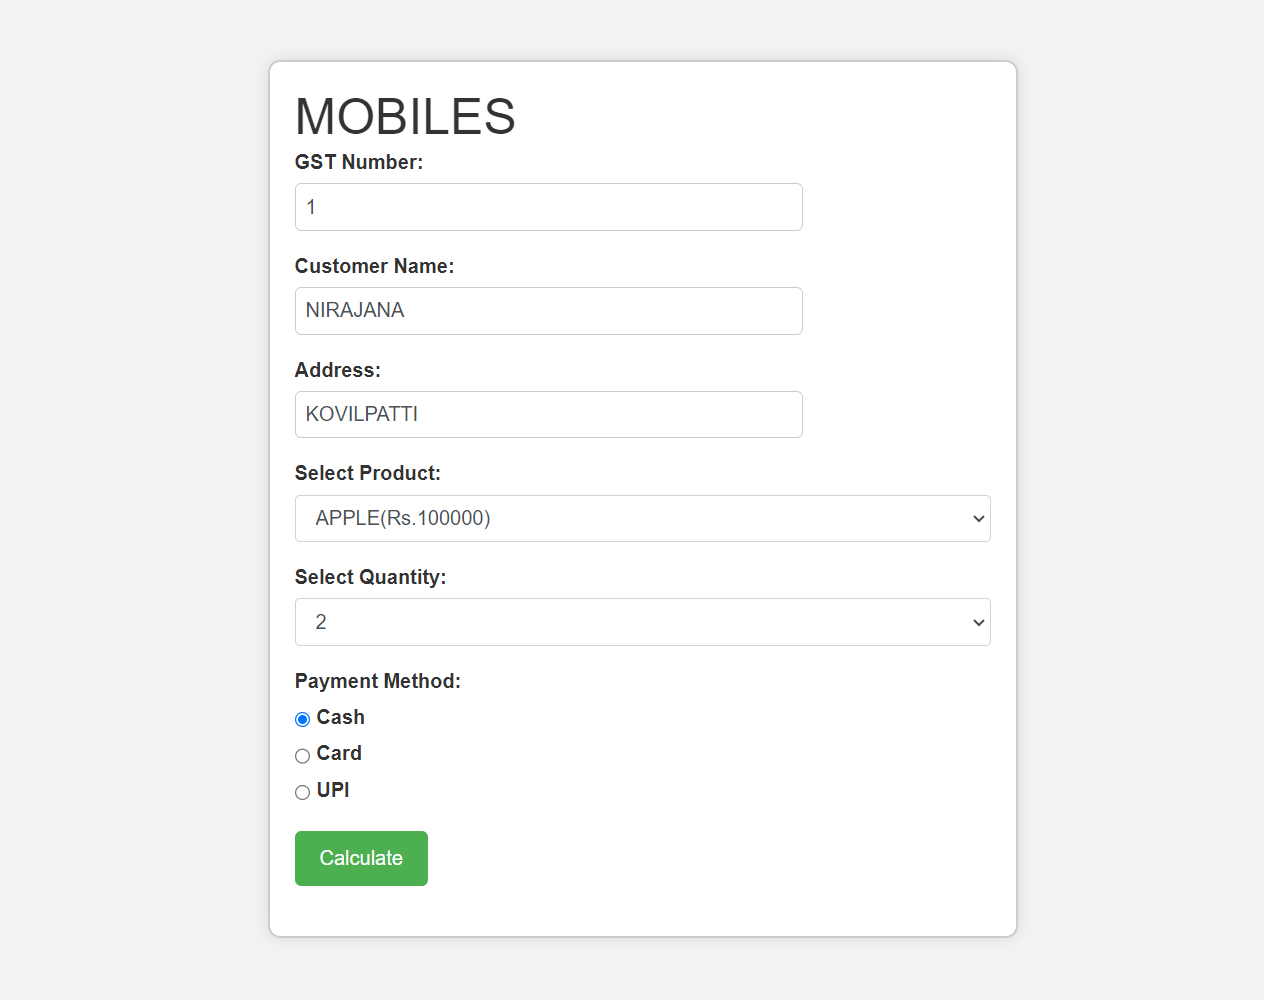 MOBILES
GST Number:
1
Customer Name:
NIRAJANA
Address:
KOVILPATTI
Select Product:
APPLE(Rs.100000)
Select Quantity:
2
Payment Method:
Cash
Card
UPI
Calculate